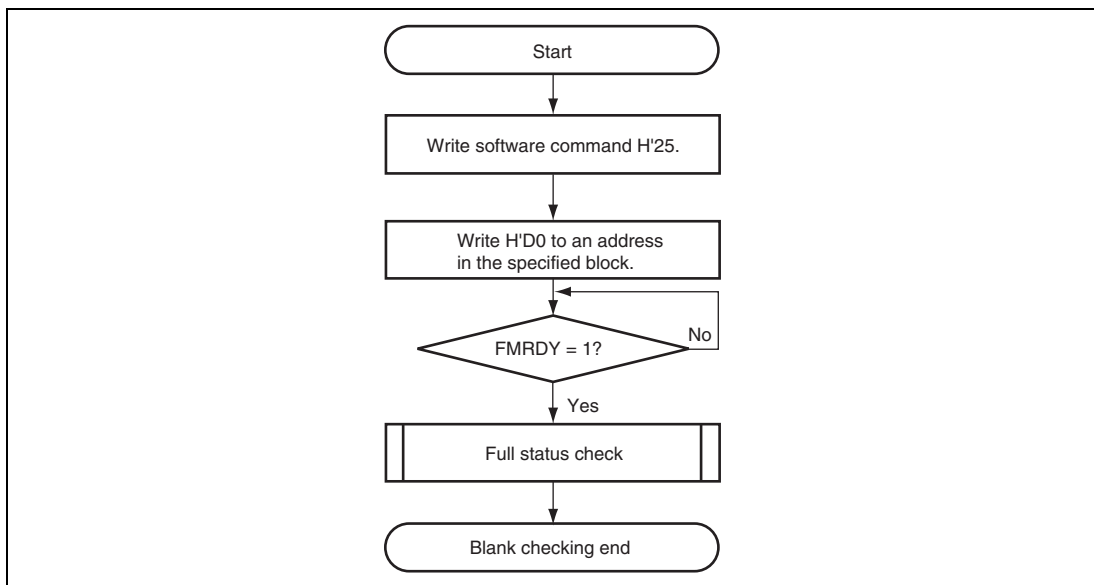 Start
Write software command H'25.
Write H'D0 to an address
in the specified block.
No
FMRDY = 1?
Yes
Full status check
Blank checking end